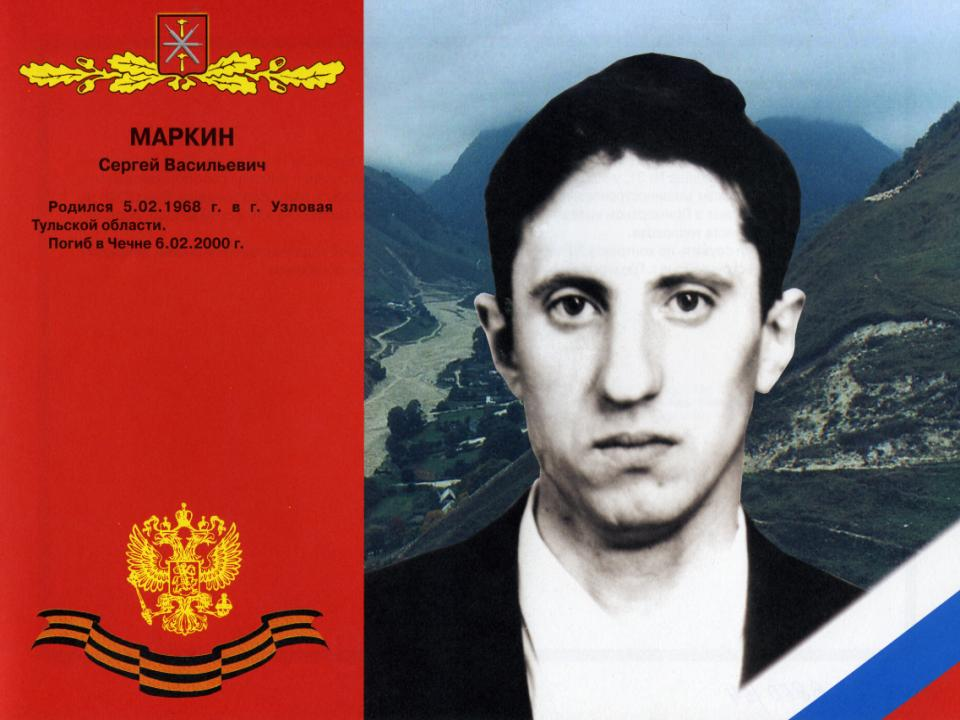 МАРКИН
Сергей Васильевич
Родился 5.02.1968 г. в г. Узловая
Тульской области.
Погиб в Чечне 6.02.2000 г.